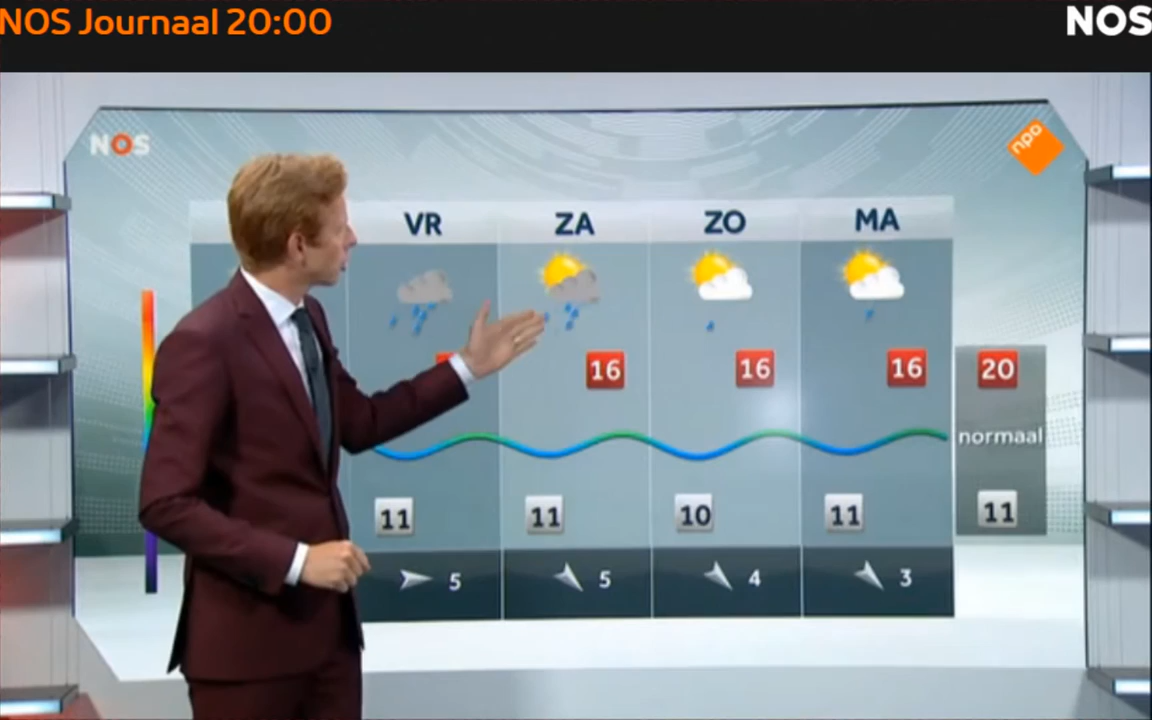 NOS Journaal 20:00
NOS
NOS
npo
VR ZA ZO MA
16 16 16 20
normaal
11 11 10 11 11
5 5 4 3